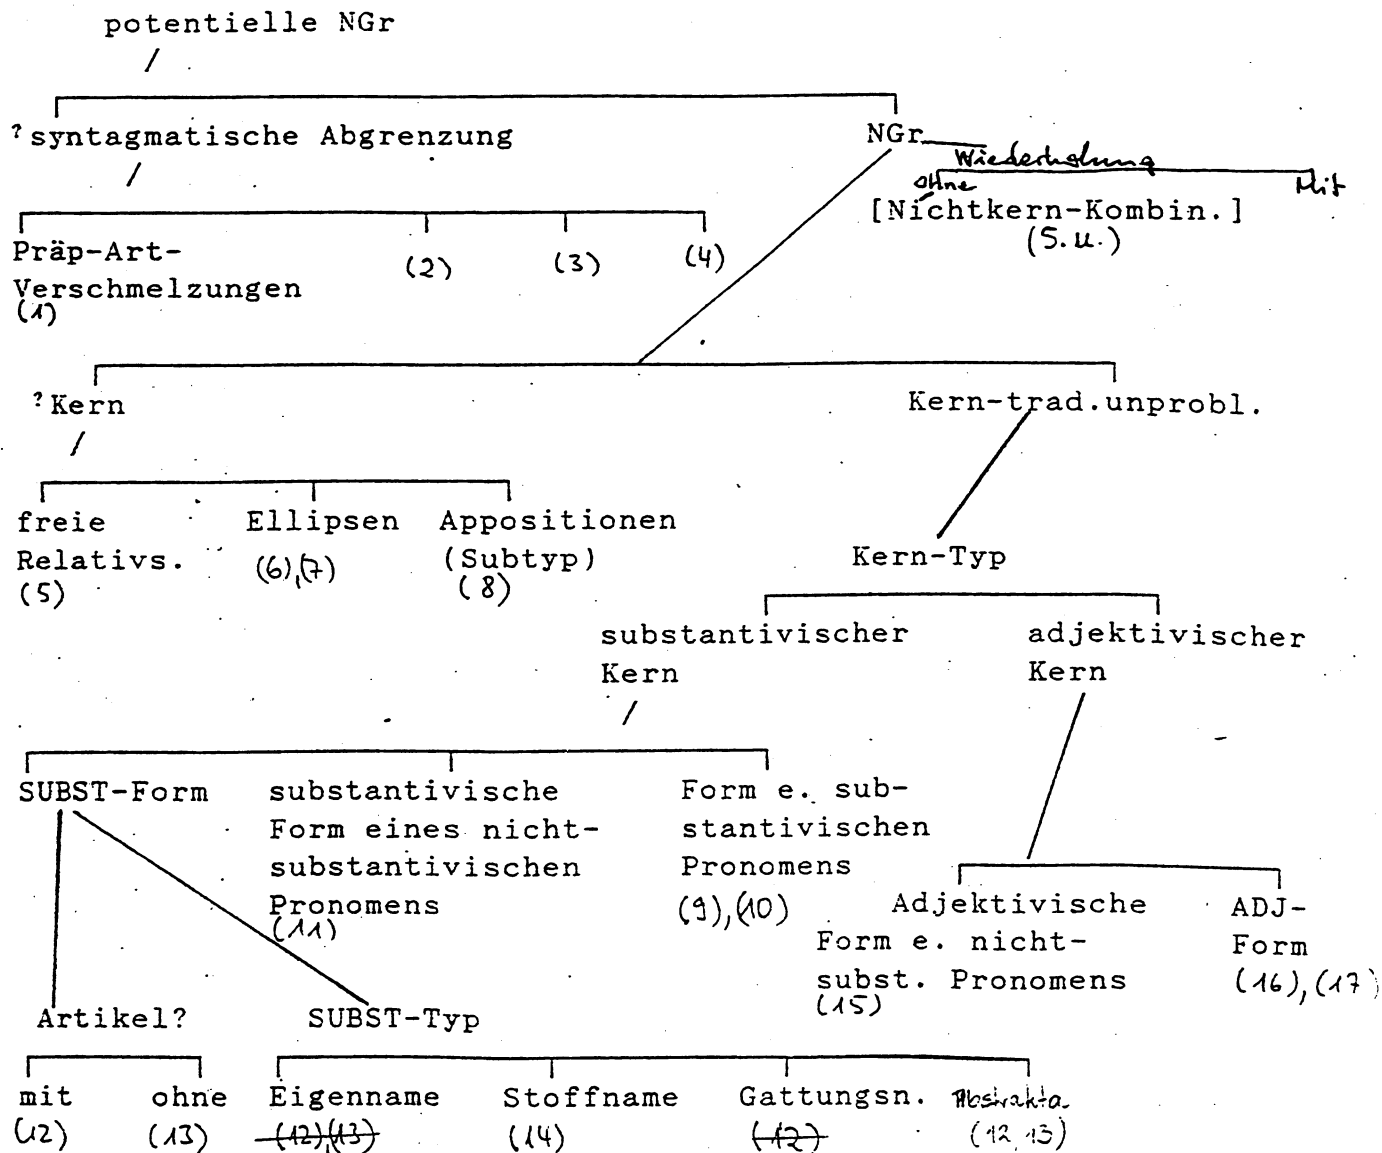 potentielle NGr
?syntagmatische Abgrenzung
NGr
Wiederholung
ohne
Mit
[Nichtkern-Kombin.]
(S.u.)
Präp-Art-
Verschmelzungen
(1)
(2)
(3)
(4)
?Kern
Kern-trad.unprobl.
freie
Relativs.
(5)
Ellipsen
(6),(7)
Appositionen
(Subtyp)
(8)
Kern-Typ
substantivischer
Kern
adjektivischer
Kern
SUBST-Form
substantivische
Form eines nicht-
substantivischen
Pronomens
(11)
Form e. sub-
stantivischen
Pronomens
(9),(10)
Adjektivische
Form e. nicht-
subst. Pronomens
(15)
ADJ-
Form
(16),(17)
Artikel?
SUBST-Typ
mit
(12)
ohne
(13)
Eigenname
(12),(13)
Stoffname
(14)
Gattungsn.
(12)
Abstrakta
(12,13)